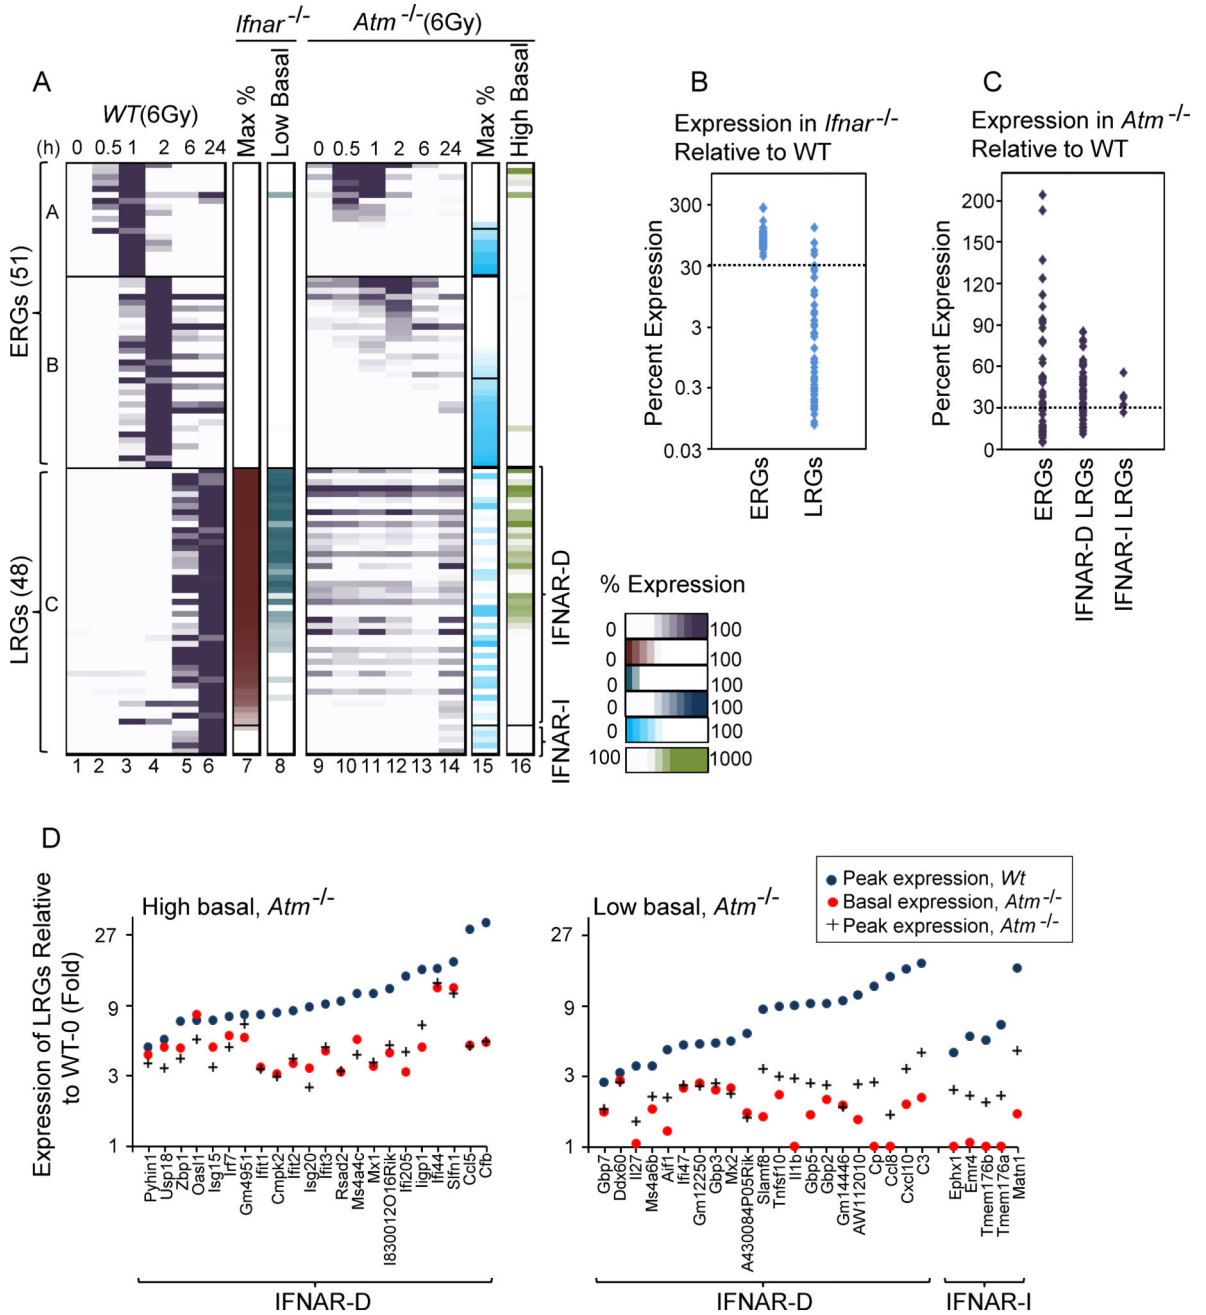 Ifnar -/-
Atm -/-(6Gy)
A
WT(6Gy)
Max %
Low Basal
Max %
High Basal
(h) 0 0.5 1 2 6 24
0 0.5 1 2 6 24
ERGs (51)
A
B
LRGs (48)
C
IFNAR-D
IFNAR-I
1 2 3 4 5 6 7 8 9 10 11 12 13 14 15 16
B
Expression in Ifnar -/-
Relative to WT
Percent Expression
300
30
3
0.3
0.03
ERGs
LRGs
C
Expression in Atm -/-
Relative to WT
Percent Expression
200
150
120
90
60
30
0
ERGs
IFNAR-D LRGs
IFNAR-I LRGs
% Expression
0 100
0 100
0 100
0 100
0 100
100 1000
D
Expression of LRGs Relative
to WT-0 (Fold)
High basal, Atm -/-
27
9
3
1
Pyhin1
Usp18
Zbp1
Oasl1
Isg15
Irf7
Gm4951
Ifit1
Cmpk2
Ifit2
Isg20
Ifit3
Rsad2
Ms4a4c
Mx1
I830012O16Rik
Ifi205
Iigp1
Ifi44
Slfn1
Ccl5
Cfb
IFNAR-D
Low basal, Atm -/-
Peak expression, Wt
Basal expression, Atm -/-
Peak expression, Atm -/-
27
9
3
1
Gbp7
Ddx60
Il27
Ms4a6b
Aif1
Ifi47
Gm12250
Gbp3
Mx2
A430084P05Rik
Slamf8
Tnfsf10
Il1b
Gbp5
Gbp2
Gm14446
AW112010
Cp
Ccl8
Cxcl10
C3
Ephx1
Emr4
Tmem176b
Tmem176a
Matn1
IFNAR-D
IFNAR-I